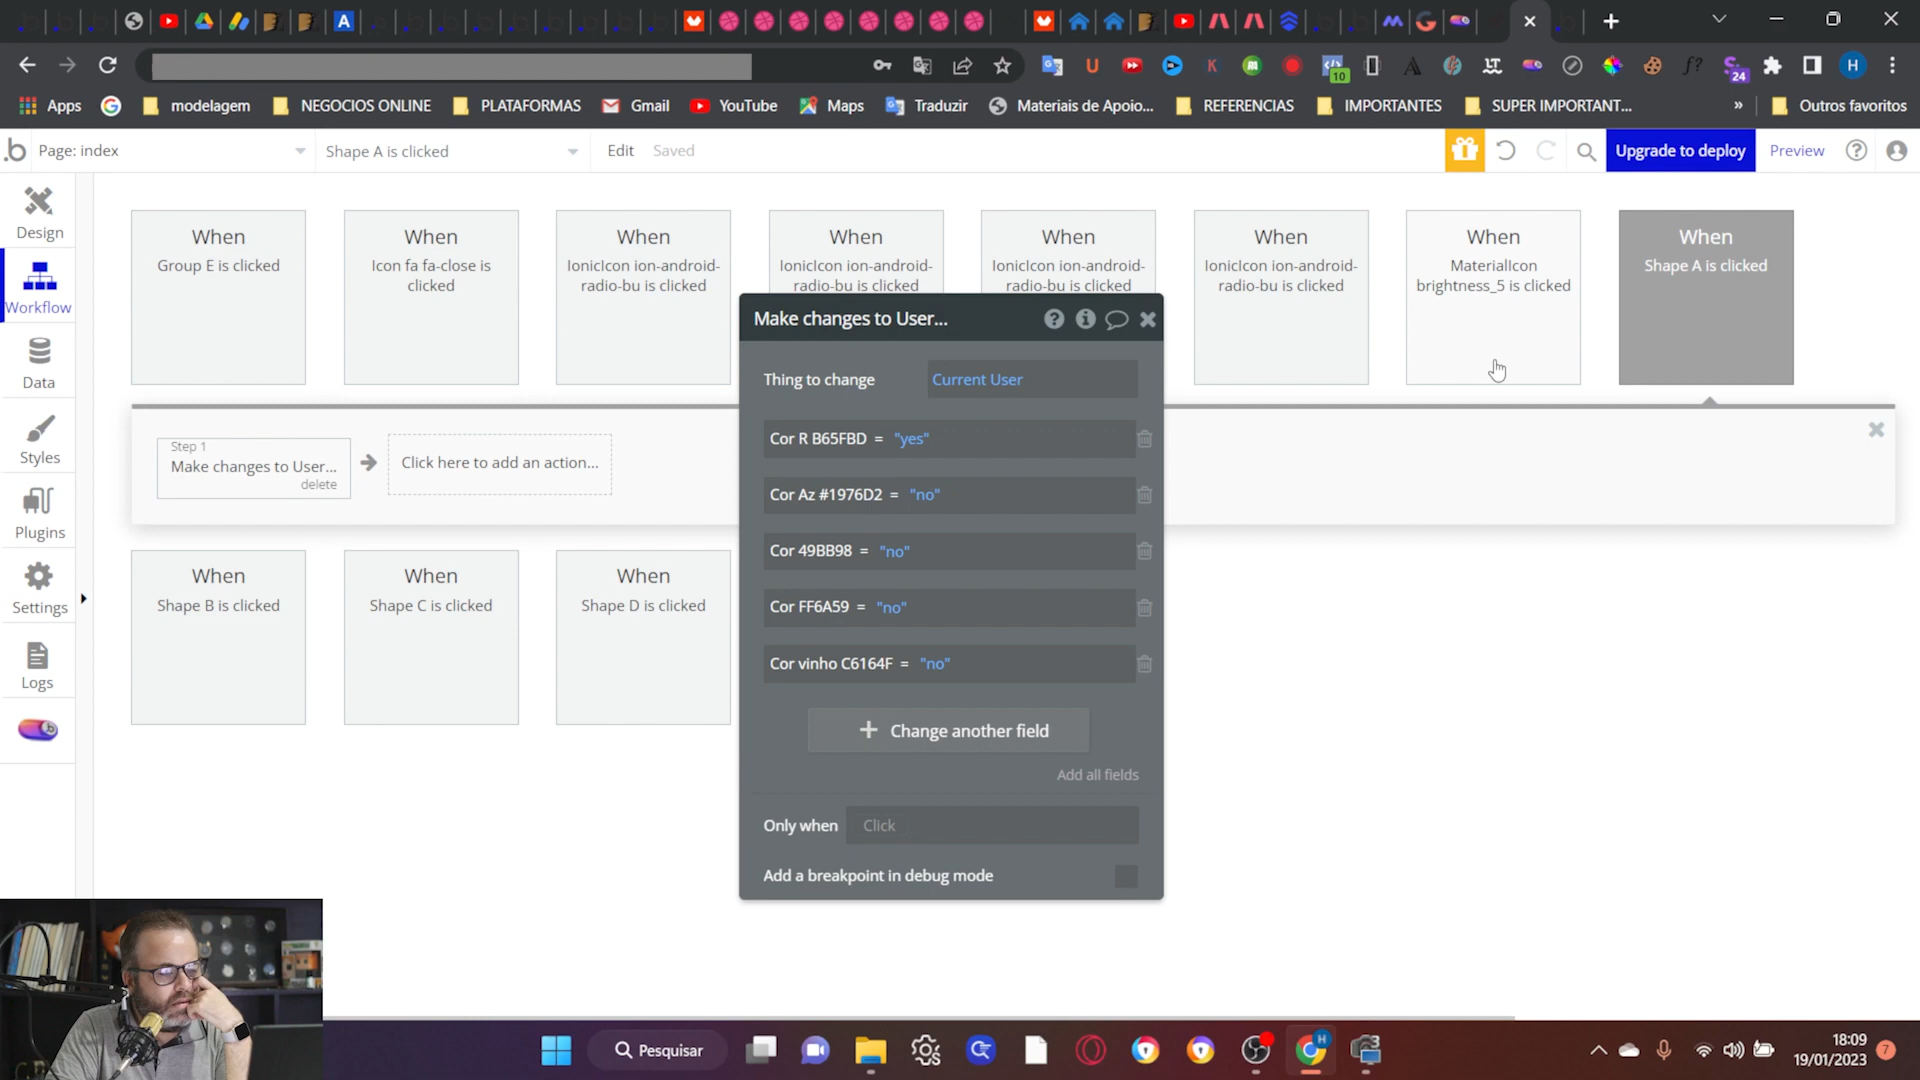 10
24
H
Apps
modelagem
NEGOCIOS ONLINE
PLATAFORMAS
Gmail
YouTube
Maps
Traduzir
Materiais de Apoio...
REFERENCIAS
IMPORTANTES
SUPER IMPORTANT...
»
Outros favoritos
.b
Page: index
Shape A is clicked
Edit
Saved
Upgrade to deploy
Preview
Design
Workflow
Data
Styles
Plugins
Settings
Logs
When
Group E is clicked
When
Icon fa fa-close is
clicked
When
IonicIcon ion-android-
radio-bu is clicked
When
IonicIcon ion-android-
radio-bu is clicked
When
IonicIcon ion-android-
radio-bu is clicked
When
IonicIcon ion-android-
radio-bu is clicked
When
MaterialIcon
brightness_5 is clicked
When
Shape A is clicked
Step 1
Make changes to User...
delete
Click here to add an action...
When
Shape B is clicked
When
Shape C is clicked
When
Shape D is clicked
Make changes to User...
Thing to change
Current User
Cor R B65FBD = "yes"
Cor Az #1976D2 = "no"
Cor 49BB98 = "no"
Cor FF6A59 = "no"
Cor vinho C6164F = "no"
Change another field
Add all fields
Only when
Click
Add a breakpoint in debug mode
Pesquisar
18:09
19/01/2023
7